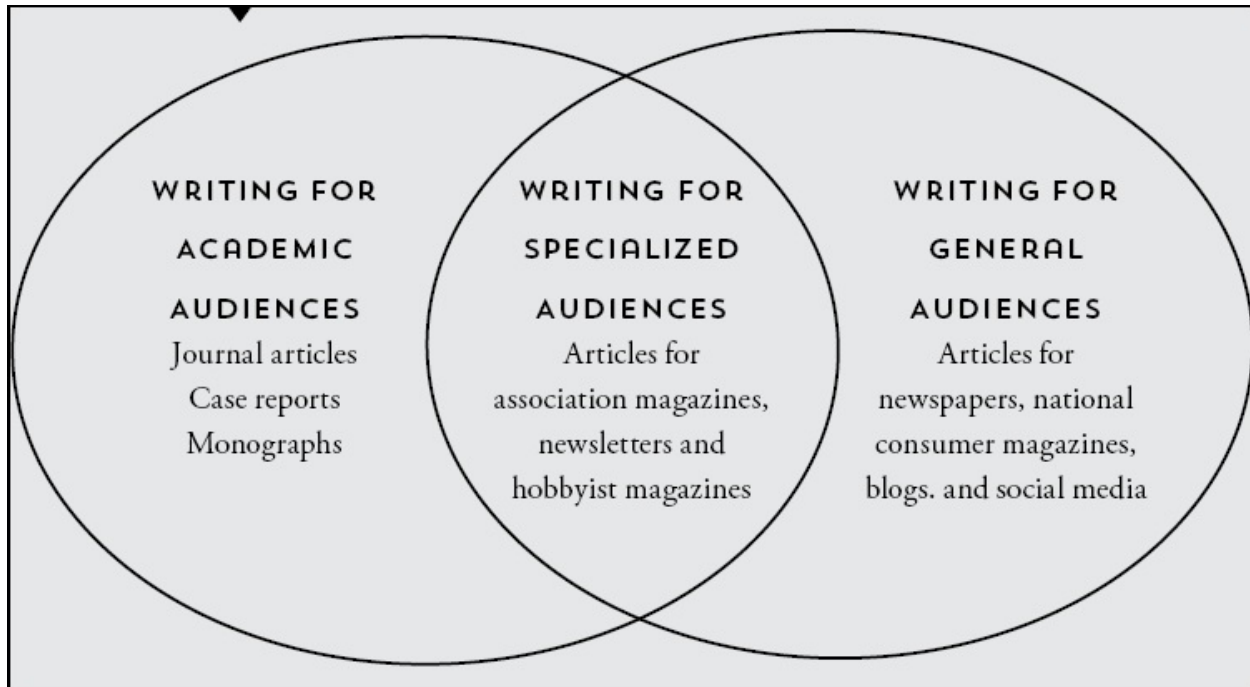 WRITING FOR
ACADEMIC
AUDIENCES
Journal articles
Case reports
Monographs
WRITING FOR
SPECIALIZED
AUDIENCES
Articles for
association magazines,
newsletters and
hobbyist magazines
WRITING FOR
GENERAL
AUDIENCES
Articles for
newspapers, national
consumer magazines,
blogs. and social media